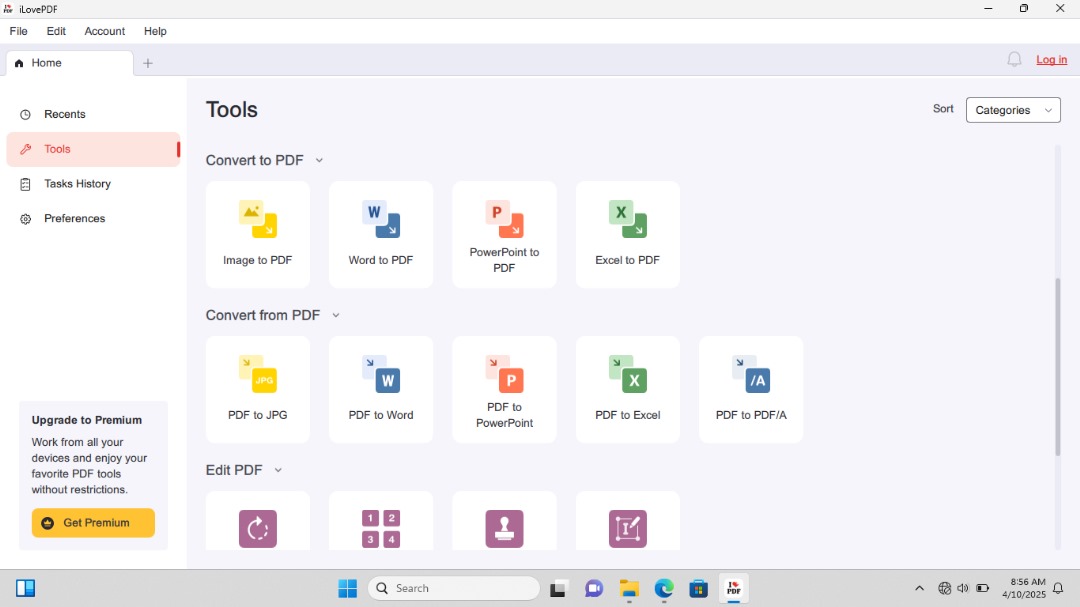 iLovePDF
File Edit Account Help
Home
Log in
Recents
Tools
Tasks History
Preferences
Upgrade to Premium
Work from all your
devices and enjoy your
favorite PDF tools
without restrictions.
Get Premium
Tools
Sort Categories
Convert to PDF
W P X
Image to PDF Word to PDF PowerPoint to
PDF Excel to PDF
Convert from PDF
JPG W P X /A
PDF to JPG PDF to Word PDF to
PowerPoint PDF to Excel PDF to PDF/A
Edit PDF
1 2
3 4
Search
I PDF
8:56 AM
4/10/2025